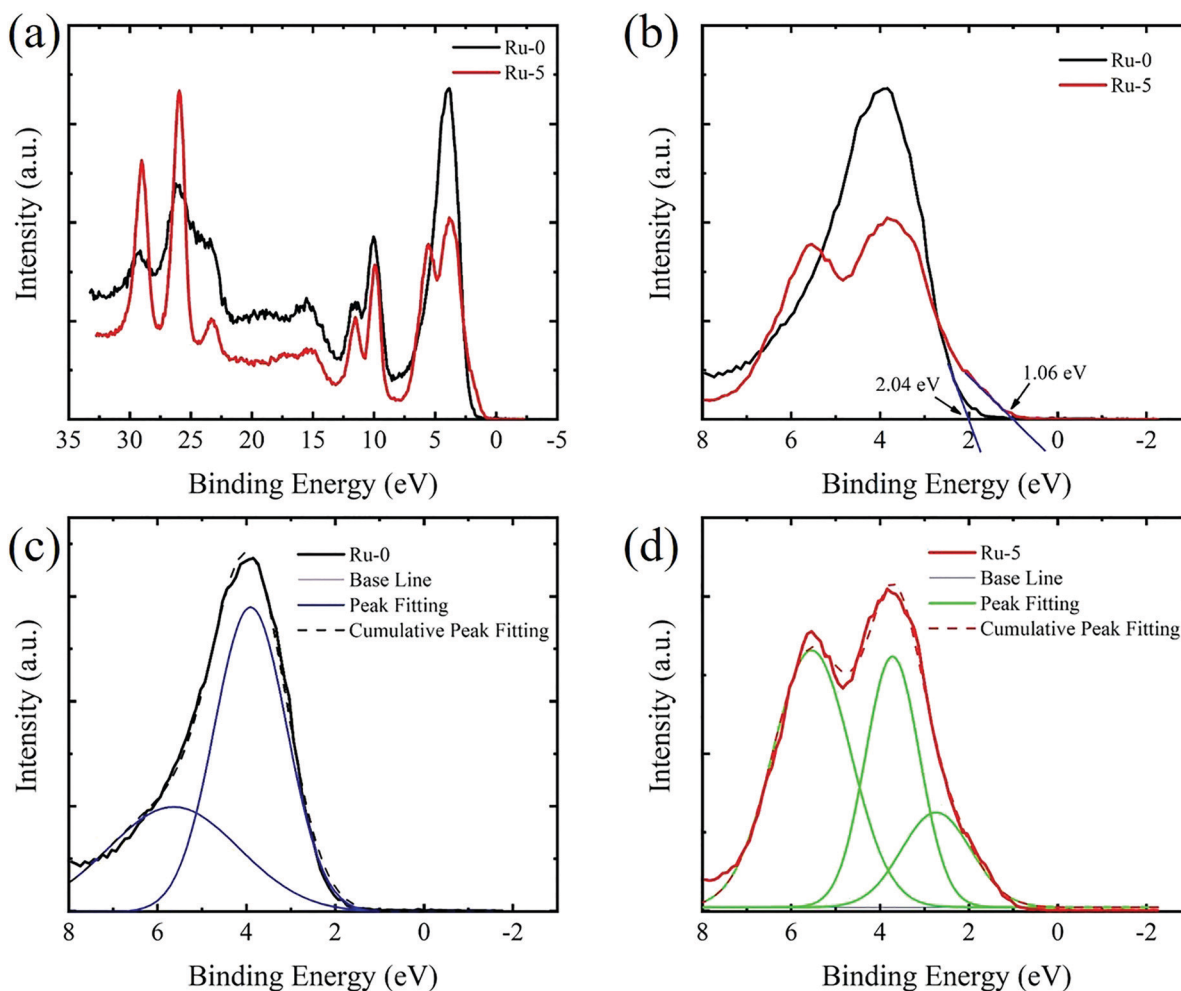 (a)
Ru-0
Ru-5
Intensity (a.u.)
35 30 25 20 15 10 5 0 -5
Binding Energy (eV)
(b)
Ru-0
Ru-5
2.04 eV
1.06 eV
Intensity (a.u.)
8 6 4 2 0 -2
Binding Energy (eV)
(c)
Ru-0
Base Line
Peak Fitting
Cumulative Peak Fitting
Intensity (a.u.)
8 6 4 2 0 -2
Binding Energy (eV)
(d)
Ru-5
Base Line
Peak Fitting
Cumulative Peak Fitting
Intensity (a.u.)
8 6 4 2 0 -2
Binding Energy (eV)